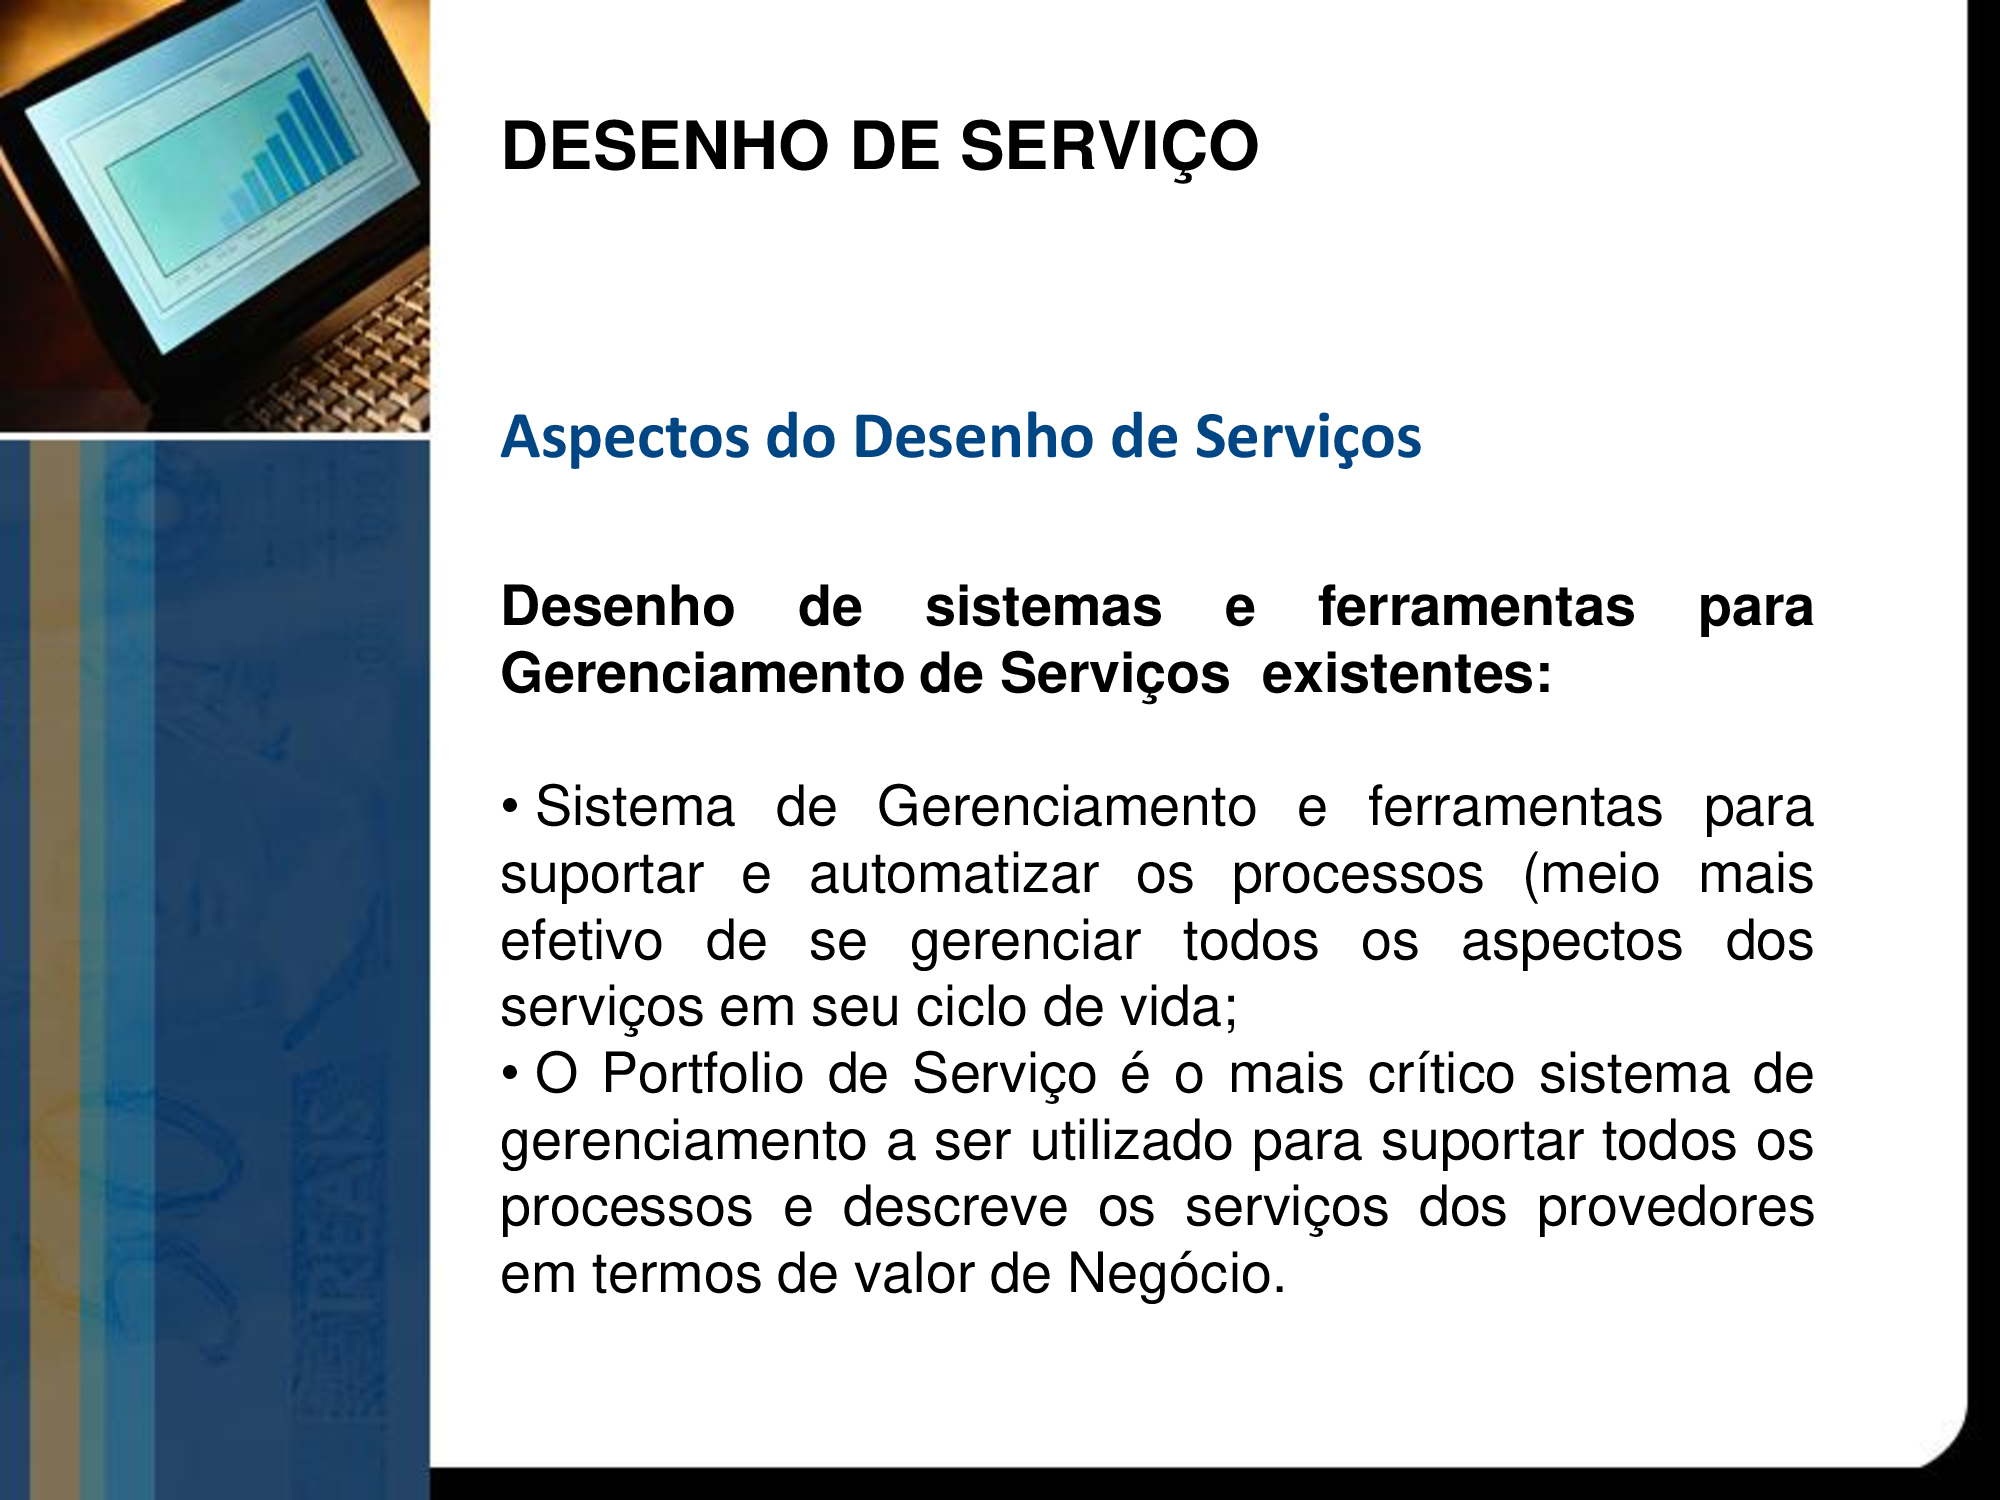 DESENHO DE SERVIÇO
Aspectos do Desenho de Serviços
Desenho de sistemas e ferramentas para
Gerenciamento de Serviços existentes:
• Sistema de Gerenciamento e ferramentas para
suportar e automatizar os processos (meio mais
efetivo de se gerenciar todos os aspectos dos
serviços em seu ciclo de vida;
• O Portfolio de Serviço é o mais crítico sistema de
gerenciamento a ser utilizado para suportar todos os
processos e descreve os serviços dos provedores
em termos de valor de Negócio.
REAIS